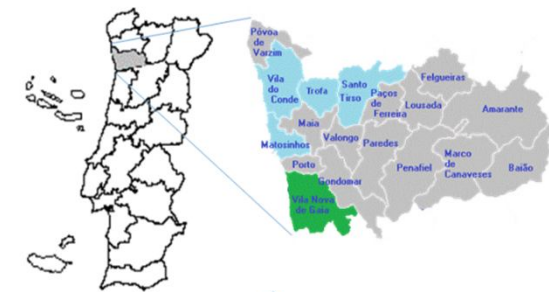 Póvoa
de
Varzim
Vila
do
Conde
Trofa
Santo
Tirso
Paços
de
Ferreira
Felgueiras
Lousada
Amarante
Maia
Valongo
Paredes
Matosinhos
Porto
Gondomar
Penafiel
Marco
de
Canaveses
Baião
Vila Nova
de Gaia